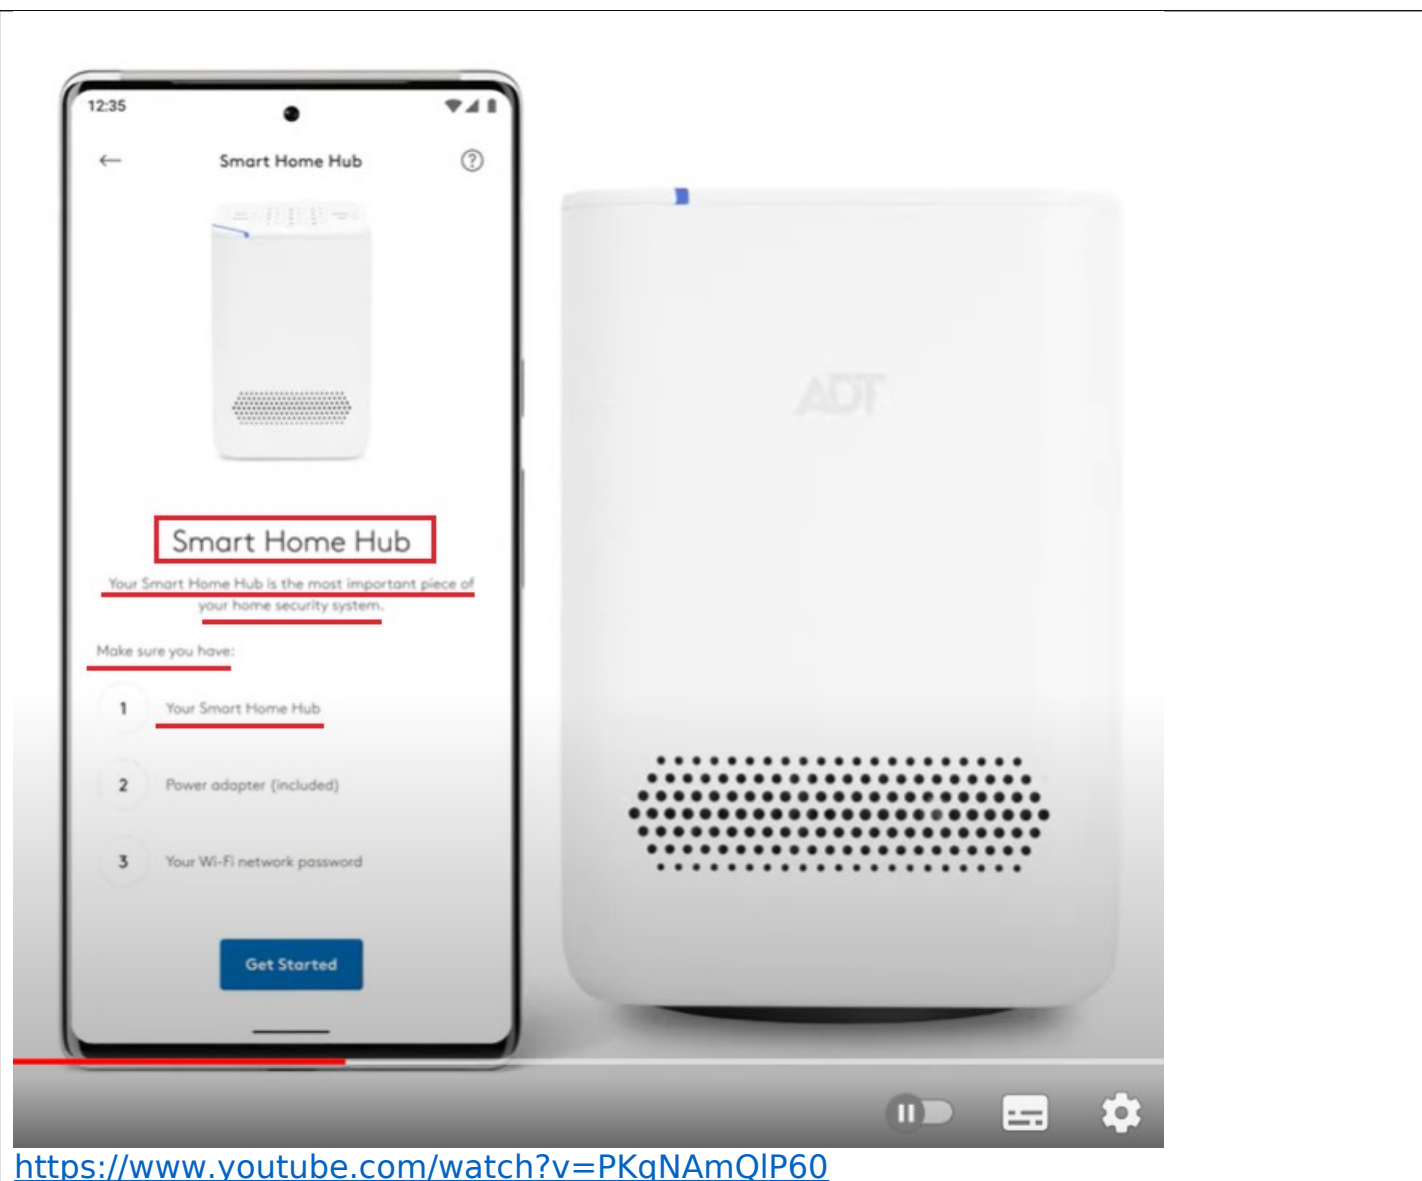 12:35
Smart Home Hub
ADT
Smart Home Hub
Your Smart Home Hub is the most important piece of
your home security system.
Make sure you have:
1 Your Smart Home Hub
2 Power adapter (included)
3 Your Wi-Fi network password
Get Started
https://www.youtube.com/watch?v=PKqNAmQlP60